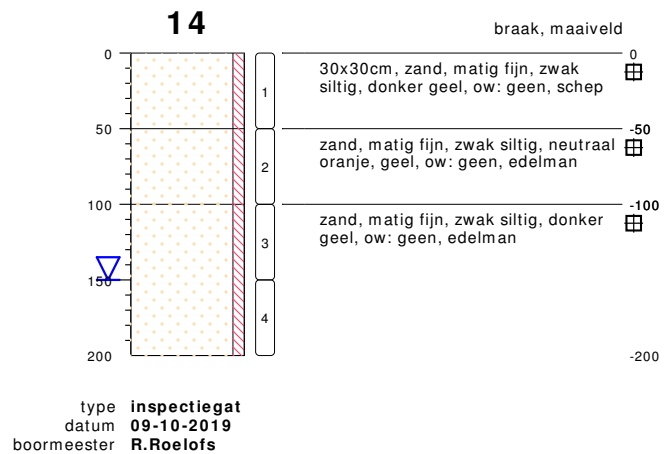 14
braak, maaiveld
0
0
30x30cm, zand, matig fijn, zwak
siltig, donker geel, ow: geen, schep
1
50
-50
zand, matig fijn, zwak siltig, neutraal
oranje, geel, ow: geen, edelman
2
100
-100
zand, matig fijn, zwak siltig, donker
geel, ow: geen, edelman
3
150
4
200
-200
type inspectiegat
datum 09-10-2019
boormeester R.Roelofs